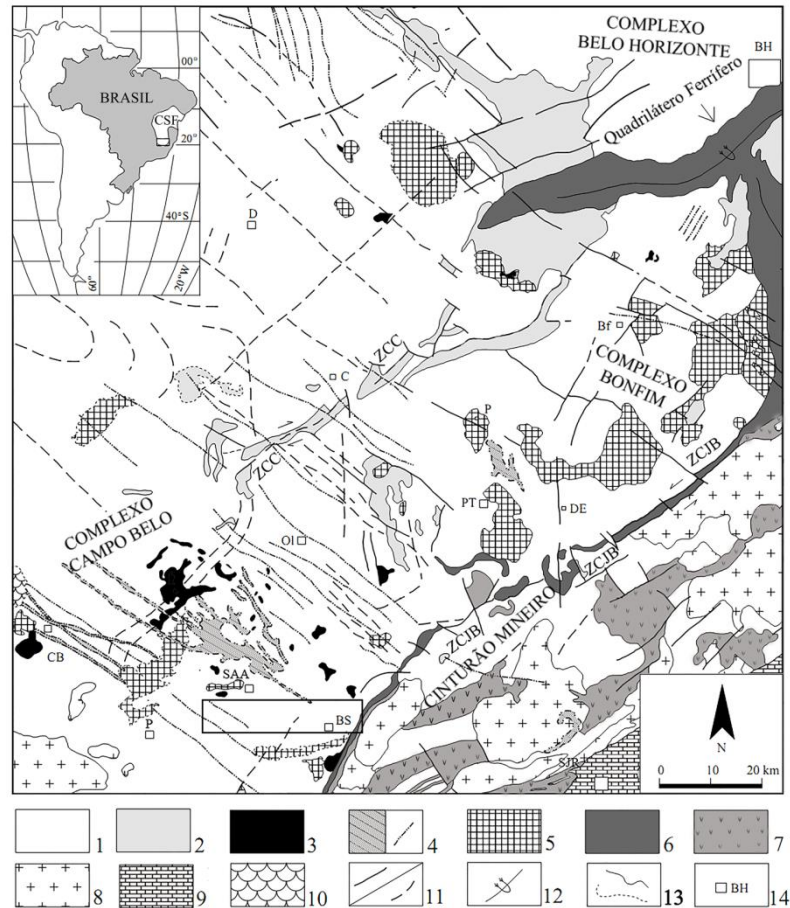 COMPLEXO
BELO HORIZONTE
BH
00°
BRASIL
CSF
20°
Quadrilátero Ferrífero
40°S
60°
20°W
D
ZCC
Bf
COMPLEXO
BONFIM
C
P
ZCC
ZCJB
PT
DE
COMPLEXO
CAMPO BELO
OI
ZCJB
ZCJB
CINTURÃO MINEIRO
CB
SAA
P
BS
SJR
N
0 10 20 km
1 2 3 4 5 6 7
8 9 10 11 12 13 BH 14